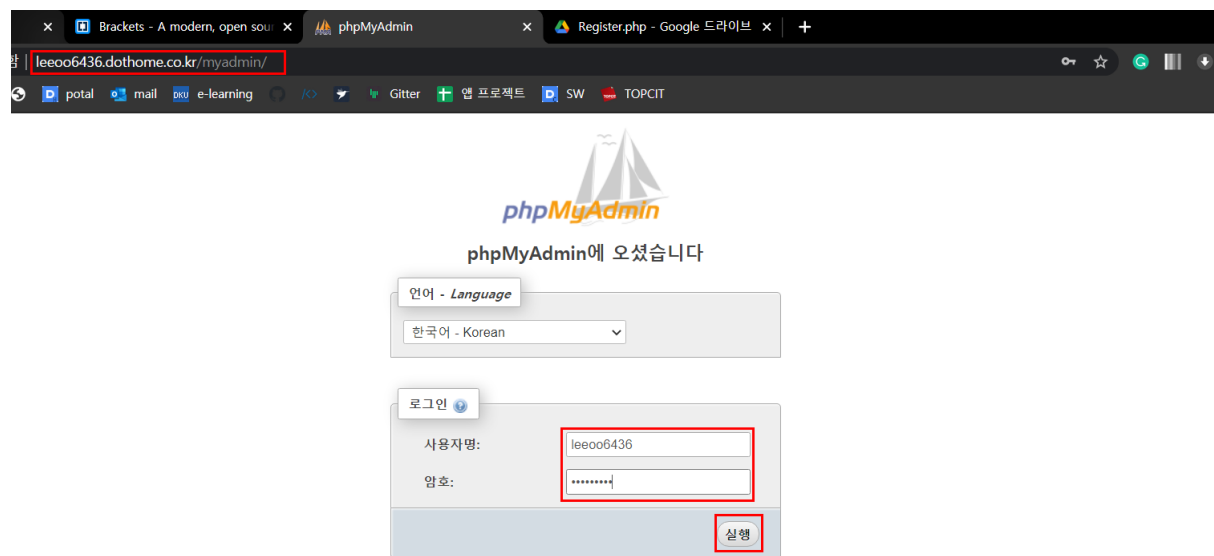 Brackets - A modern, open sour
phpMyAdmin
Register.php - Google 드라이브
함 | leeoo6436.dothome.co.kr/myadmin/
potal mail DKU e-learning Gitter 앱 프로젝트 SW TOPCIT
phpMyAdmin
phpMyAdmin에 오셨습니다
언어 - Language
한국어 - Korean
로그인
사용자명: leeoo6436
암호: •••••••••
실행